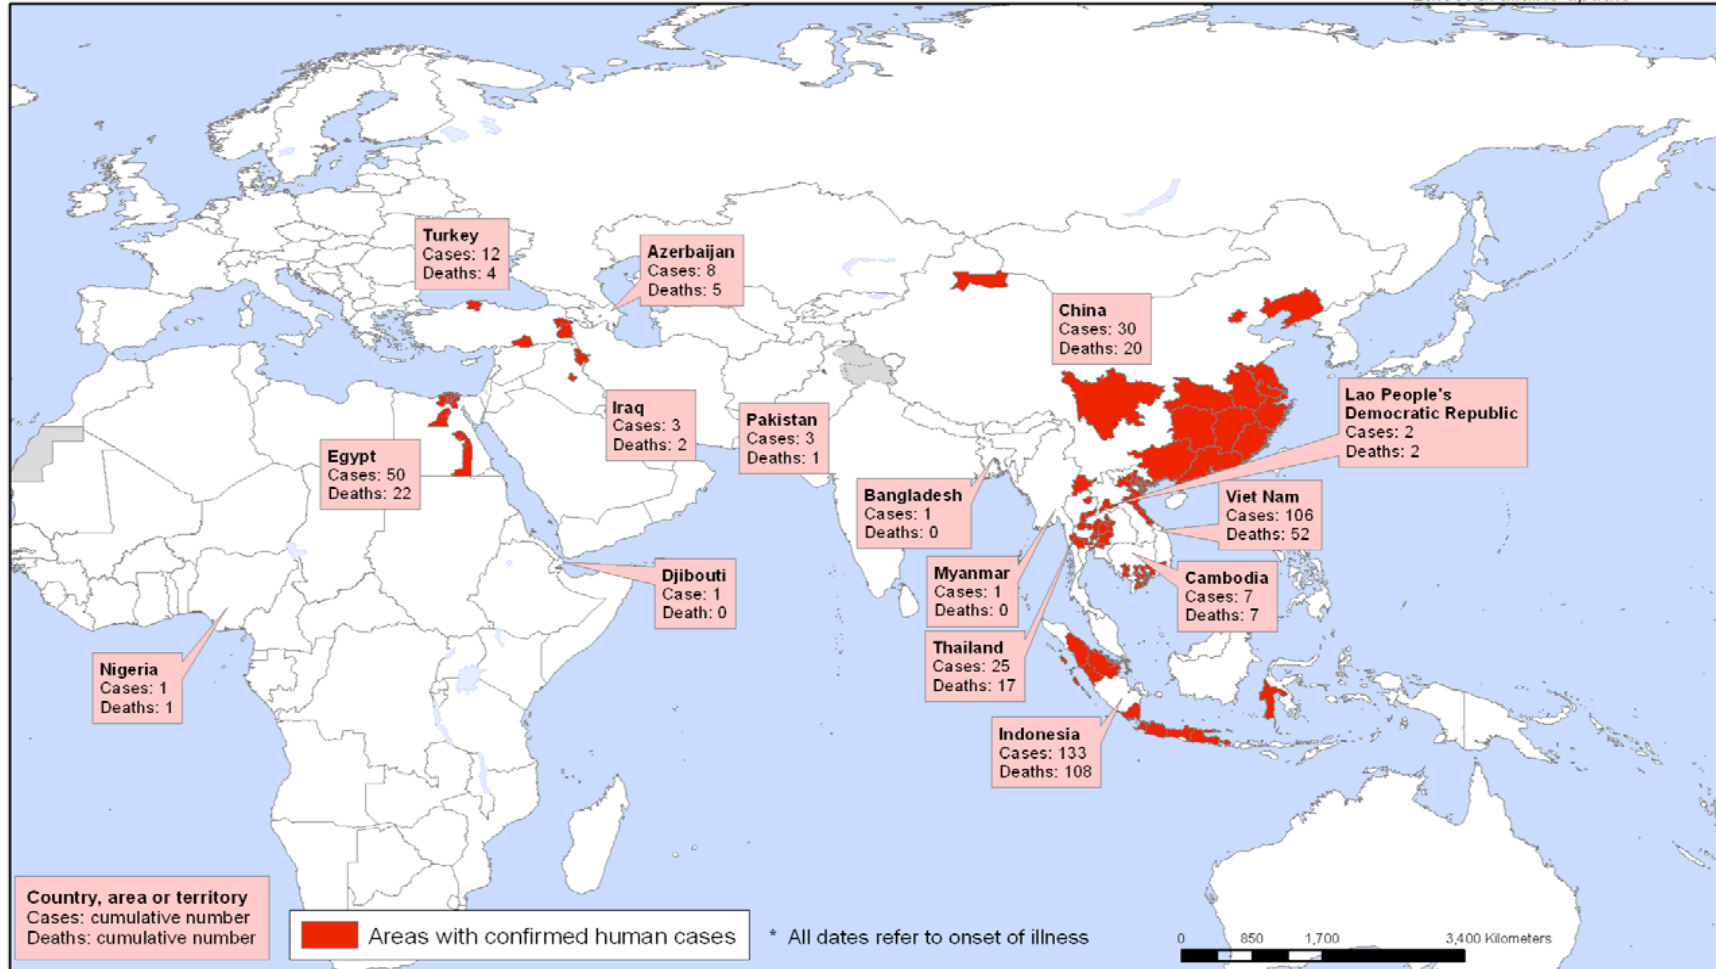 Turkey
Cases: 12
Deaths: 4
Azerbaijan
Cases: 8
Deaths: 5
China
Cases: 30
Deaths: 20
Lao People's
Democratic Republic
Cases: 2
Deaths: 2
Iraq
Cases: 3
Deaths: 2
Pakistan
Cases: 3
Deaths: 1
Egypt
Cases: 50
Deaths: 22
Bangladesh
Cases: 1
Deaths: 0
Viet Nam
Cases: 106
Deaths: 52
Djibouti
Case: 1
Death: 0
Myanmar
Cases: 1
Deaths: 0
Cambodia
Cases: 7
Deaths: 7
Nigeria
Cases: 1
Deaths: 1
Thailand
Cases: 25
Deaths: 17
Indonesia
Cases: 133
Deaths: 108
Country, area or territory
Cases: cumulative number
Deaths: cumulative number
Areas with confirmed human cases
* All dates refer to onset of illness
0 850 1,700 3,400 Kilometers